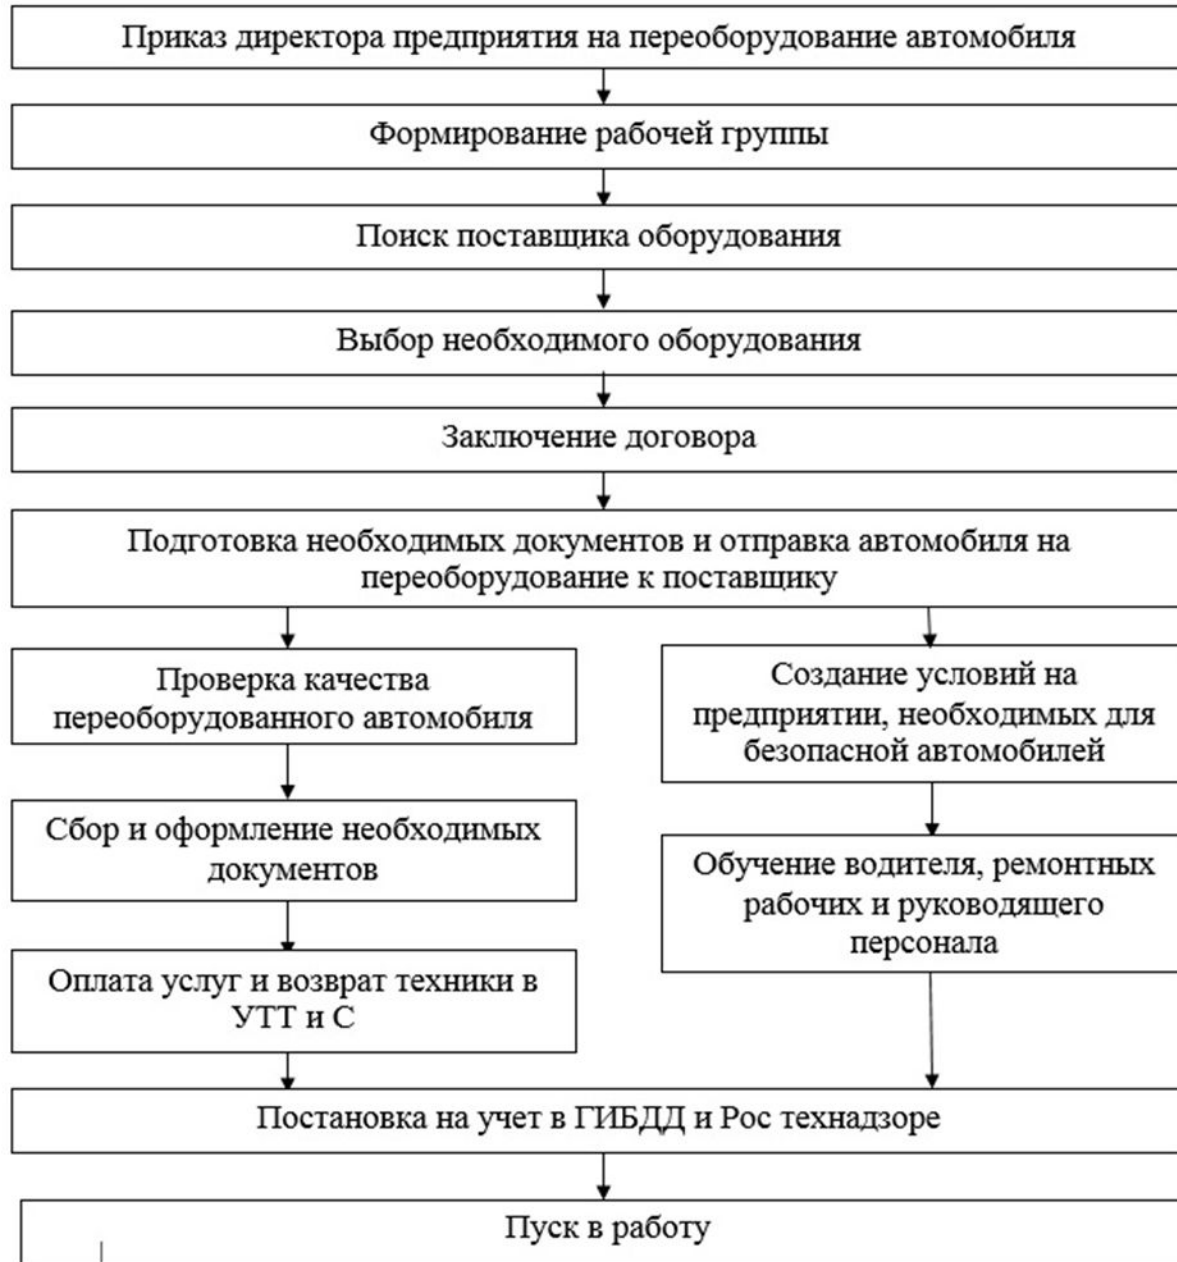 Приказ директора предприятия на переоборудование автомобиля
Формирование рабочей группы
Поиск поставщика оборудования
Выбор необходимого оборудования
Заключение договора
Подготовка необходимых документов и отправка автомобиля на
переоборудование к поставщику
Проверка качества
переоборудованного автомобиля
Сбор и оформление необходимых
документов
Оплата услуг и возврат техники в
УТТ и С
Создание условий на
предприятии, необходимых для
безопасной автомобилей
Обучение водителя, ремонтных
рабочих и руководящего
персонала
Постановка на учет в ГИБДД и Рос технадзоре
Пуск в работу